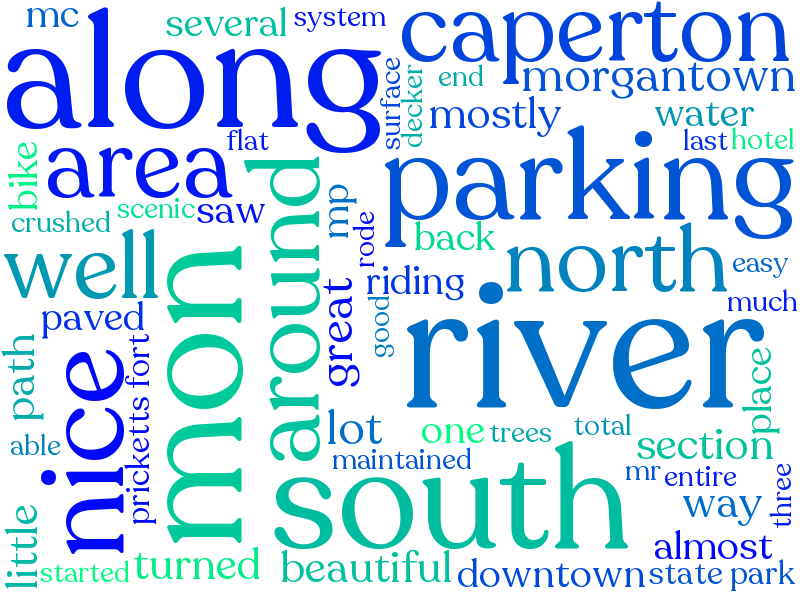 mc
several
system
caperton
along
surface
decker
end
morgantown
mostly
water
flat
last
hotel
bike
area
parking
crushed
scenic
saw
around
mp
rode
back
well
mon
north
easy
riding
much
paved
great
good
river
path
nice
pricketts fort
place
able
lot
one
trees
total
section
maintained
south
mr
entire
three
way
little
almost
started
turned
beautiful
downtown
state park